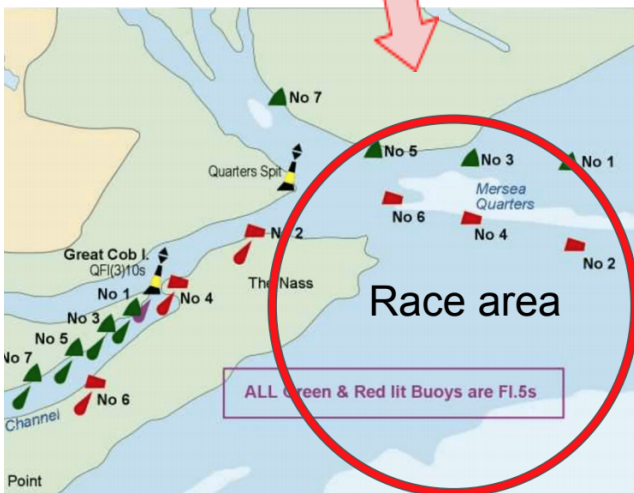 No 7
No 5
No 3
No 1
Quarters Spit
Mersea
Quarters
No 6
No 4
No 2
No 2
Great Cob I.
QFl(3)10s
The Nass
No 1
No 4
Race area
No 3
No 5
No 7
ALL Green & Red lit Buoys are Fl.5s
No 6
Channel
Point